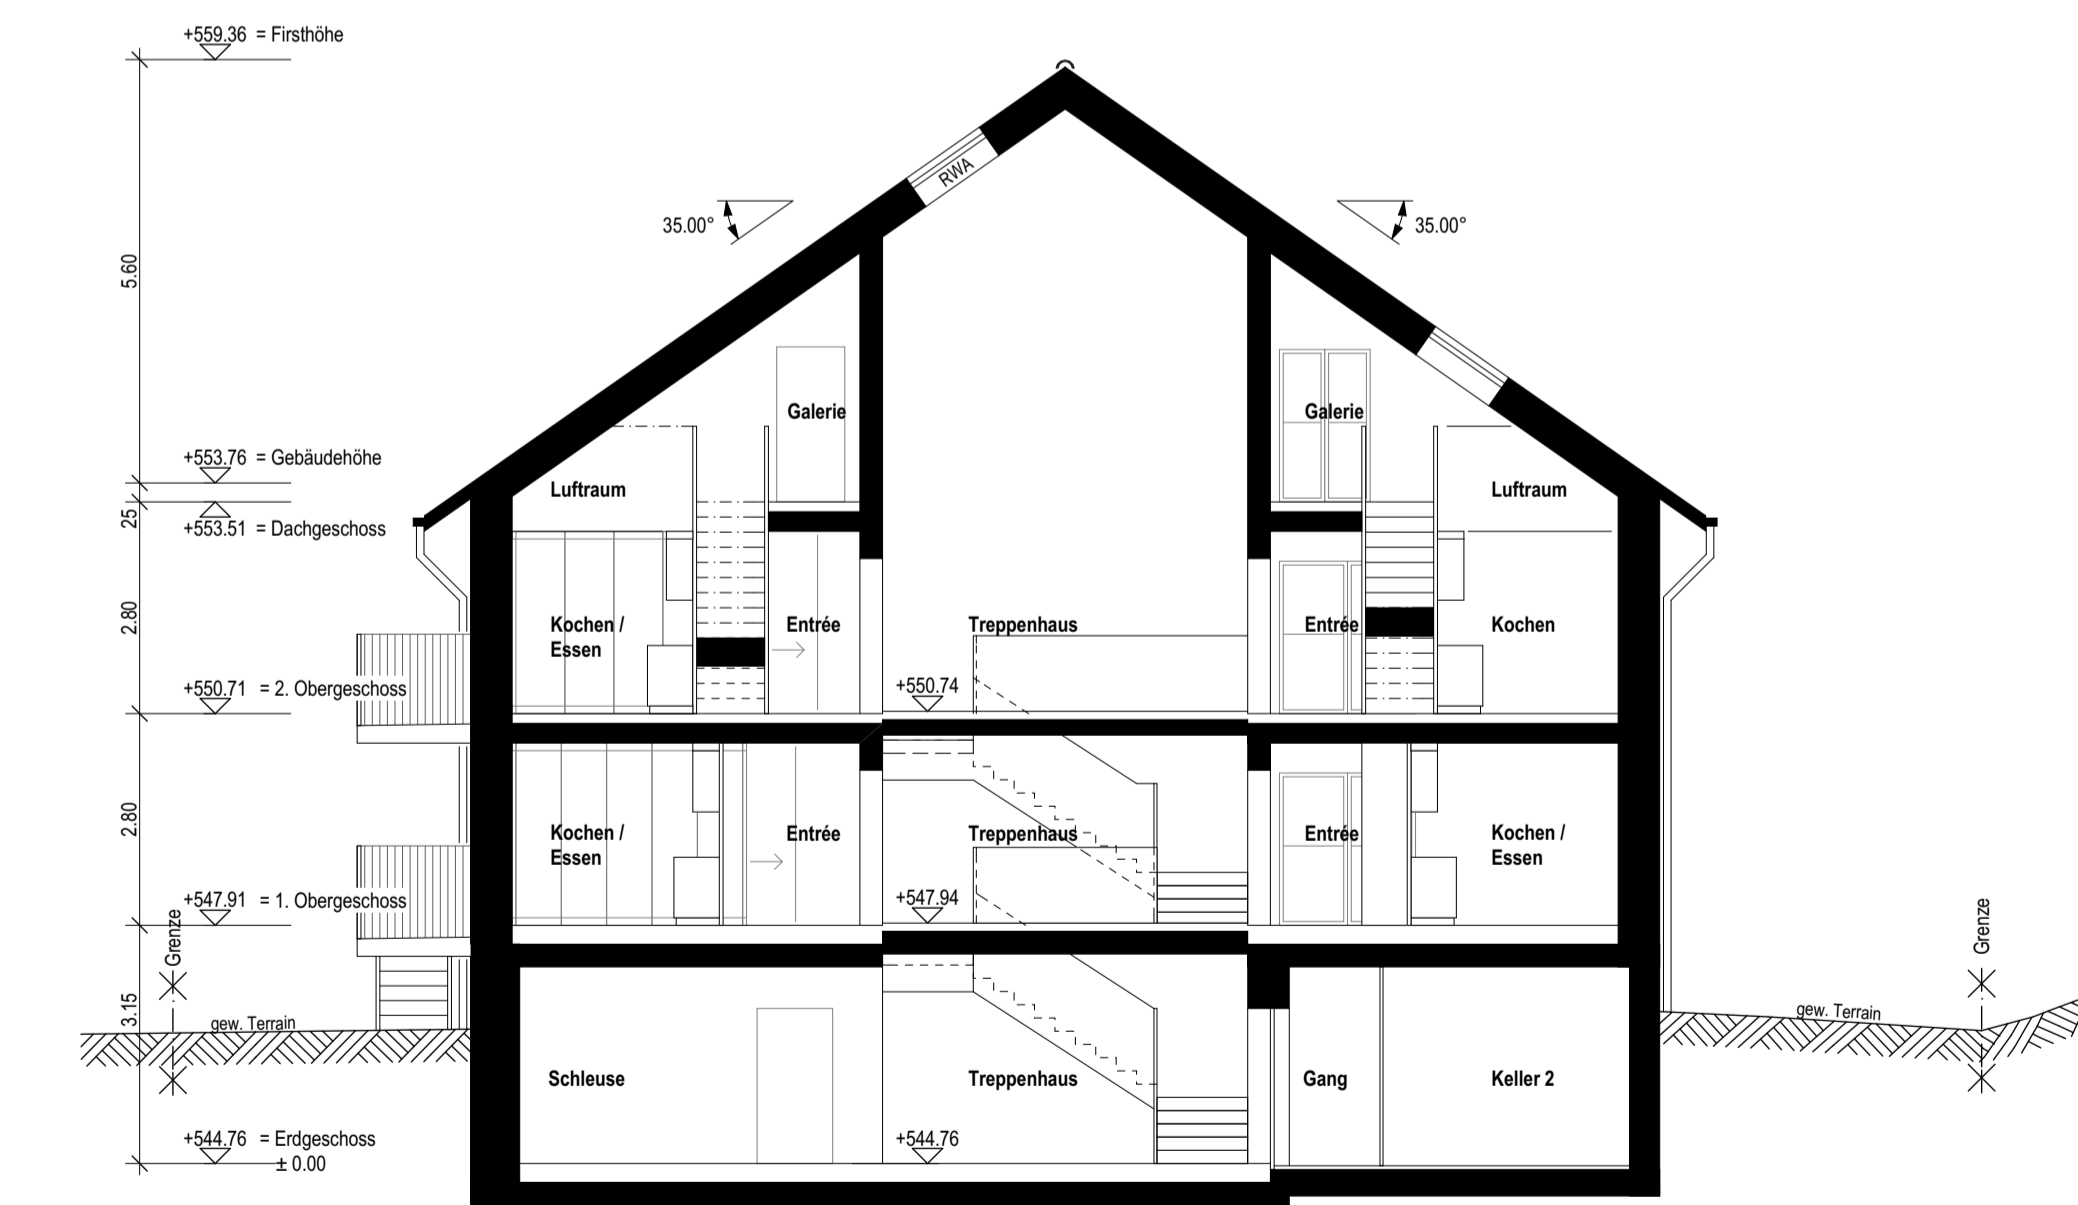 +559.36 = Firsthöhe
RWA
35.00°
35.00°
5.60
Galerie
Galerie
+553.76 = Gebäudehöhe
Luftraum
Luftraum
25
+553.51 = Dachgeschoss
2.80
Kochen /
Essen
Entrée
Treppenhaus
Entrée
Kochen
+550.71 = 2. Obergeschoss
+550.74
2.80
Kochen /
Essen
Entrée
Treppenhaus
Entrée
Kochen /
Essen
+547.91 = 1. Obergeschoss
+547.94
Grenze
Grenze
3.15
gew. Terrain
gew. Terrain
Schleuse
Treppenhaus
Gang
Keller 2
+544.76 = Erdgeschoss
± 0.00
+544.76